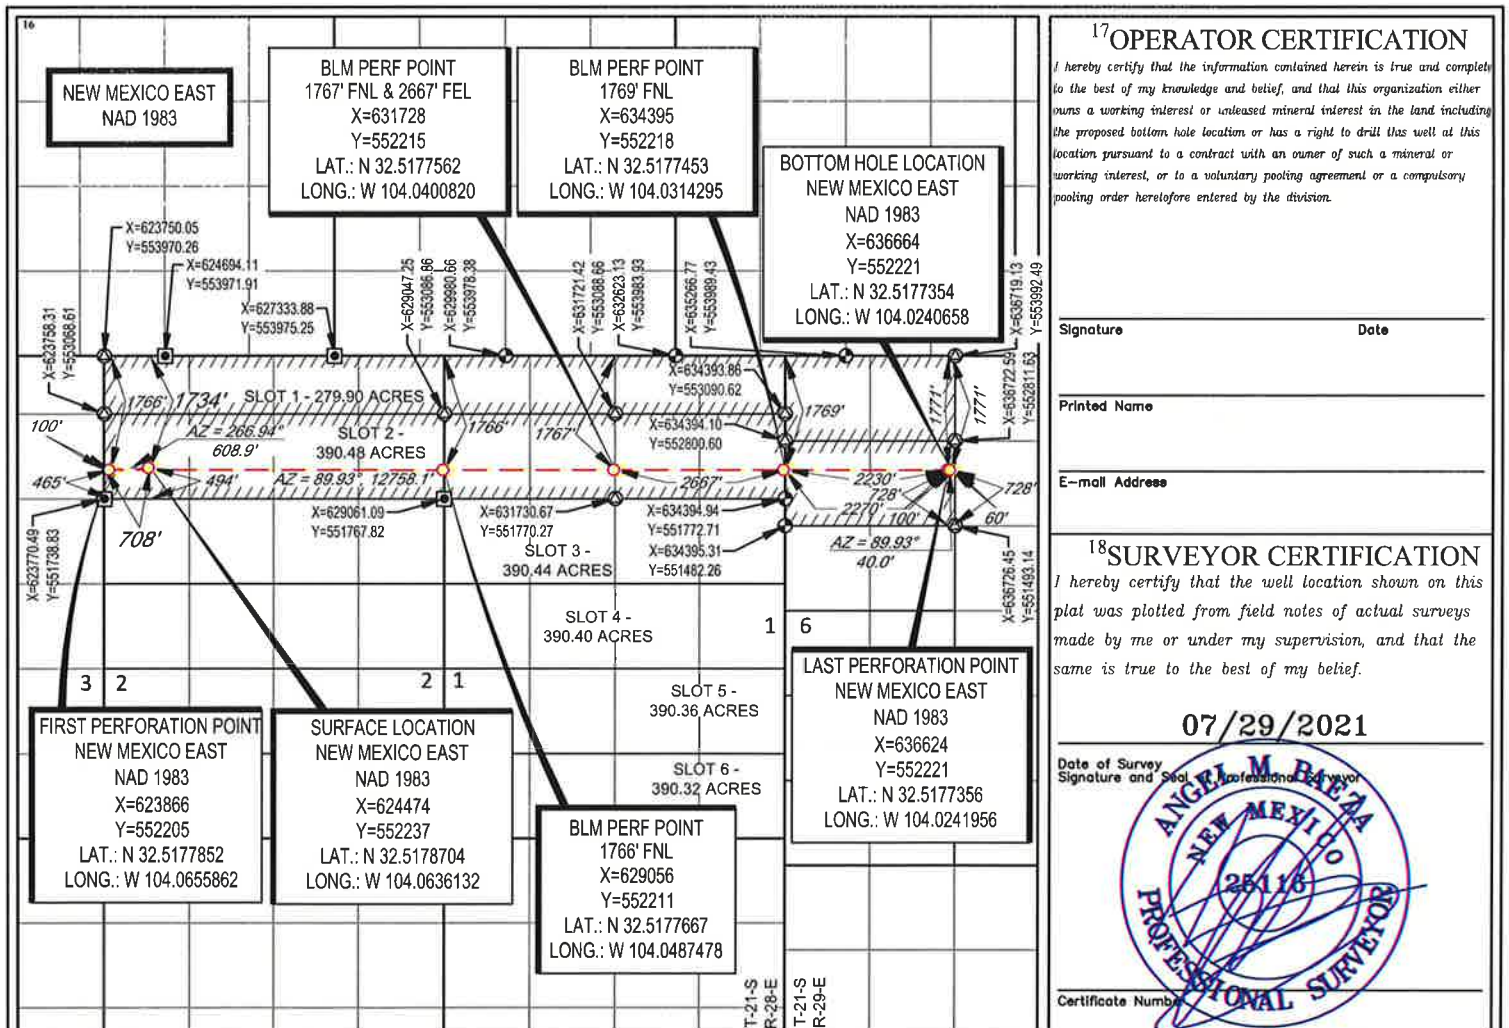 16
NEW MEXICO EAST
NAD 1983
BLM PERF POINT
1767' FNL & 2667' FEL
X=631728
Y=552215
LAT.: N 32.5177562
LONG.: W 104.0400820
BLM PERF POINT
1769' FNL
X=634395
Y=552218
LAT.: N 32.5177453
LONG.: W 104.0314295
BOTTOM HOLE LOCATION
NEW MEXICO EAST
NAD 1983
X=636664
Y=552221
LAT.: N 32.5177354
LONG.: W 104.0240658
X=623750.05
Y=553970.26
X=624694.11
Y=553971.91
X=627333.88
Y=553975.25
X=623758.31
Y=553068.61
X=629047.25
Y=553086.86
X=629980.66
Y=553978.38
X=631721.42
Y=553088.66
X=632623.13
Y=553983.93
X=635266.77
Y=553989.43
X=636719.13
Y=553992.49
X=634393.86
Y=553090.62
X=636722.59
Y=552811.63
1766'
1734'
SLOT 1 - 279.90 ACRES
1766'
1767'
1769'
1771'
1771'
100'
AZ = 266.94°
608.9'
SLOT 2 -
390.48 ACRES
X=634394.10
Y=552800.60
465'
494'
AZ = 89.93° 12758.1'
2667'
2230'
728'
2270'
100'
728'
60'
708'
X=629061.09
Y=551767.82
X=631730.67
Y=551770.27
X=634394.94
Y=551772.71
X=634395.31
Y=551482.26
AZ = 89.93°
40.0'
X=623770.49
Y=551738.83
X=636726.45
Y=551493.14
SLOT 3 -
390.44 ACRES
SLOT 4 -
390.40 ACRES
1 6
3 2
2 1
SLOT 5 -
390.36 ACRES
SLOT 6 -
390.32 ACRES
LAST PERFORATION POINT
NEW MEXICO EAST
NAD 1983
X=636624
Y=552221
LAT.: N 32.5177356
LONG.: W 104.0241956
FIRST PERFORATION POINT
NEW MEXICO EAST
NAD 1983
X=623866
Y=552205
LAT.: N 32.5177852
LONG.: W 104.0655862
SURFACE LOCATION
NEW MEXICO EAST
NAD 1983
X=624474
Y=552237
LAT.: N 32.5178704
LONG.: W 104.0636132
BLM PERF POINT
1766' FNL
X=629056
Y=552211
LAT.: N 32.5177667
LONG.: W 104.0487478
T-21-S
R-28-E
T-21-S
R-29-E
17 OPERATOR CERTIFICATION
I hereby certify that the information contained herein is true and complete
to the best of my knowledge and belief, and that this organization either
owns a working interest or unleased mineral interest in the land including
the proposed bottom hole location or has a right to drill this well at this
location pursuant to a contract with an owner of such a mineral or
working interest, or to a voluntary pooling agreement or a compulsory
pooling order heretofore entered by the division.
Signature Date
Printed Name
E-mail Address
18 SURVEYOR CERTIFICATION
I hereby certify that the well location shown on this
plat was plotted from field notes of actual surveys
made by me or under my supervision, and that the
same is true to the best of my belief.
07/29/2021
Date of Survey
Signature and Seal of Professional Surveyor
ANGEL M. BAEZA
NEW MEXICO
25116
PROFESSIONAL SURVEYOR
Certificate Number